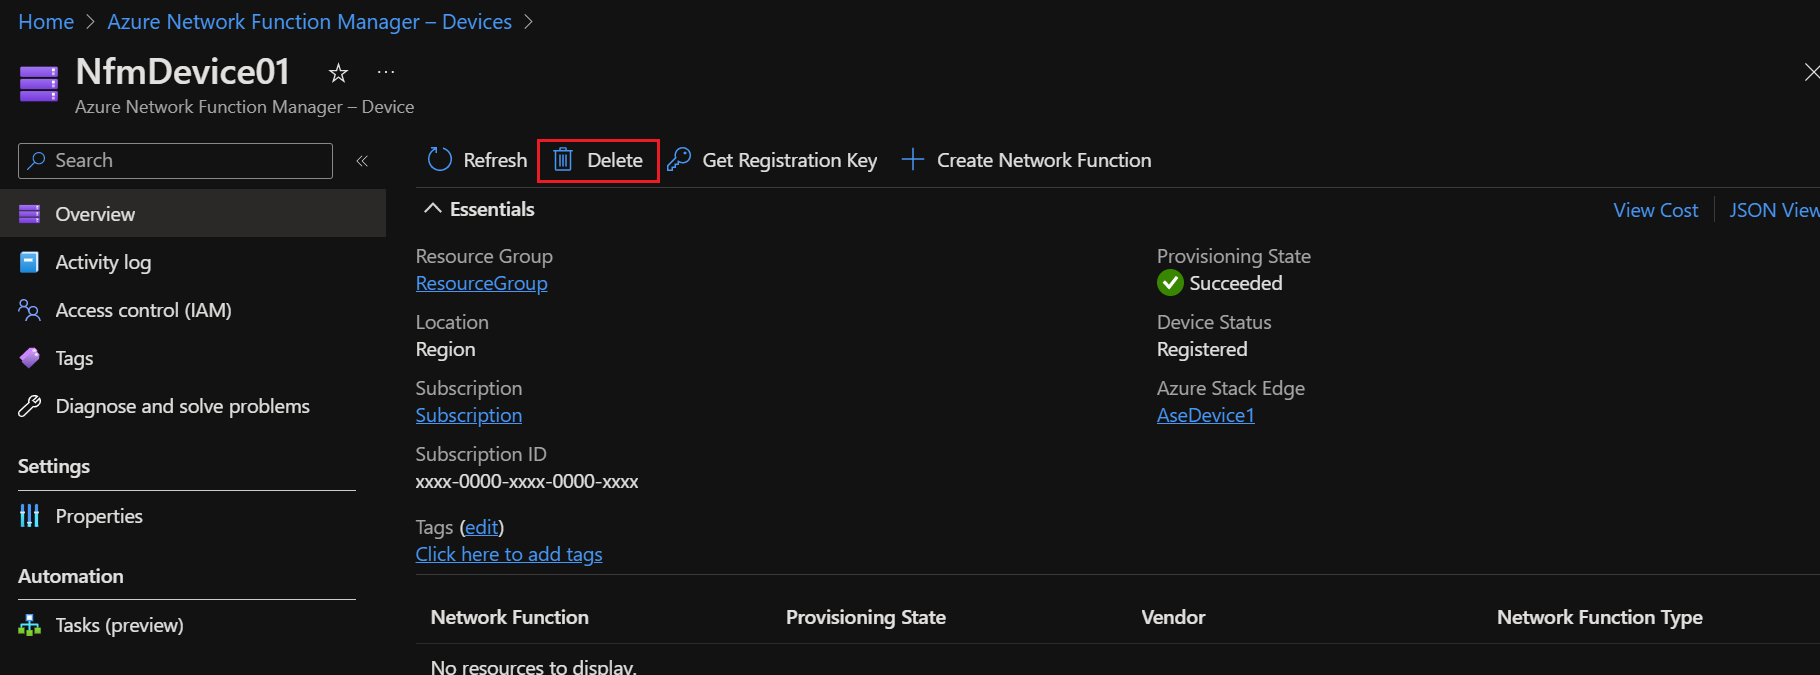 Home > Azure Network Function Manager – Devices >
NfmDevice01
Azure Network Function Manager – Device
Search
Overview
Activity log
Access control (IAM)
Tags
Diagnose and solve problems
Settings
Properties
Automation
Tasks (preview)
Refresh Delete Get Registration Key Create Network Function
Essentials
View Cost JSON View
Resource Group
ResourceGroup
Location
Region
Subscription
Subscription
Subscription ID
xxxx-0000-xxxx-0000-xxxx
Provisioning State
Succeeded
Device Status
Registered
Azure Stack Edge
AseDevice1
Tags (edit)
Click here to add tags
Network Function Provisioning State Vendor Network Function Type
No resources to display.